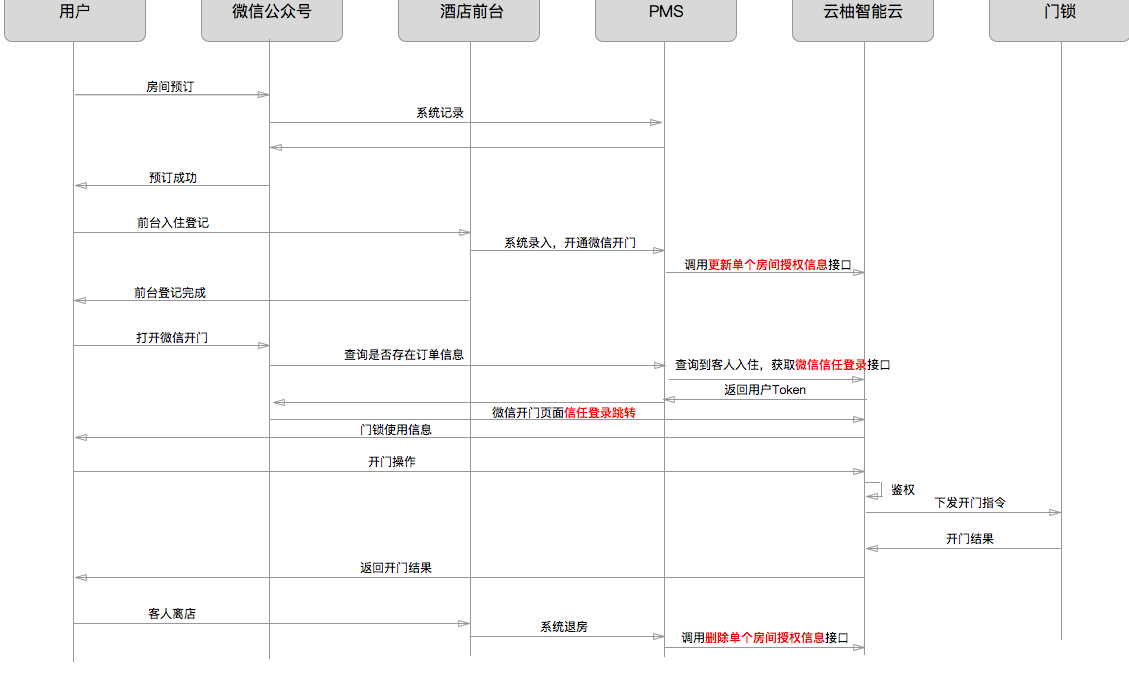 用户
微信公众号
酒店前台
PMS
云柚智能云
门锁
房间预订
系统记录
预订成功
前台入住登记
系统录入，开通微信开门
调用更新单个房间授权信息接口
前台登记完成
打开微信开门
查询是否存在订单信息
查询到客人入住，获取微信信任登录接口
返回用户Token
微信开门页面信任登录跳转
门锁使用信息
开门操作
鉴权
下发开门指令
开门结果
返回开门结果
客人离店
系统退房
调用删除单个房间授权信息接口